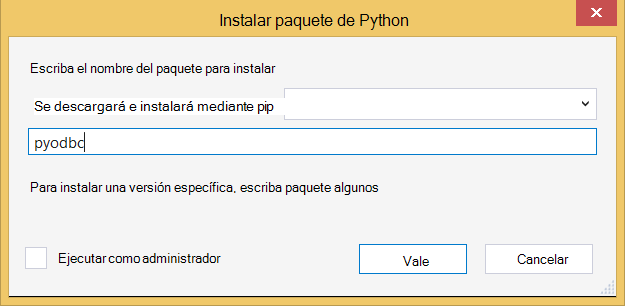 Instalar paquete de Python
Escriba el nombre del paquete para instalar
Se descargará e instalará mediante pip
pyodbc
Para instalar una versión específica, escriba paquete algunos
Ejecutar como administrador
Vale
Cancelar